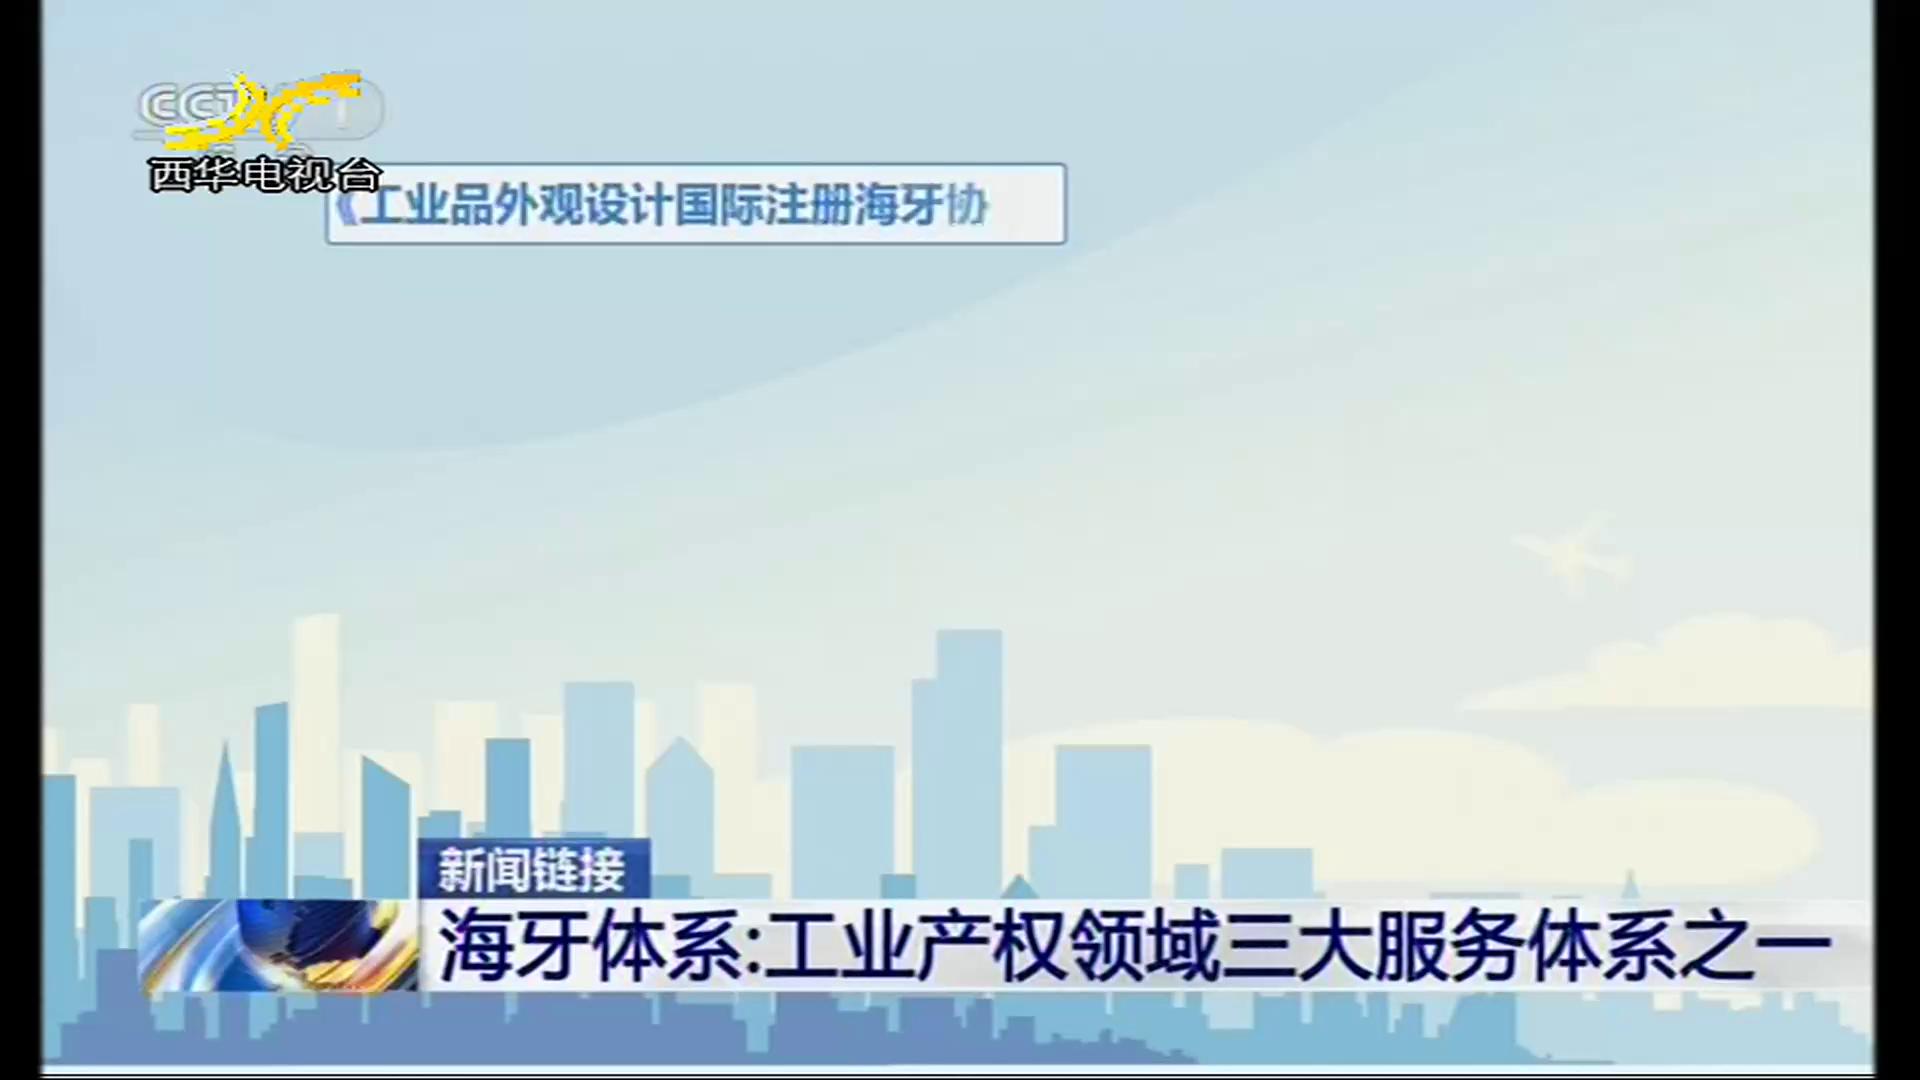 西华电视台
《工业品外观设计国际注册海牙协
新闻链接
海牙体系:工业产权领域三大服务体系之一